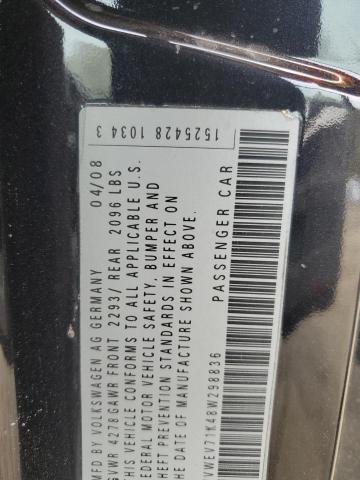 MFD BY VOLKSWAGEN AG GERMANY 04/08 1525428 1034 3
GVWR 4278 GAWR FRONT 2293/ REAR 2096 LBS
THIS VEHICLE CONFORMS TO ALL APPLICABLE U.S.
FEDERAL MOTOR VEHICLE SAFETY, BUMPER AND
THEFT PREVENTION STANDARDS IN EFFECT ON
THE DATE OF MANUFACTURE SHOWN ABOVE.
VWEV71K48W298836 PASSENGER CAR